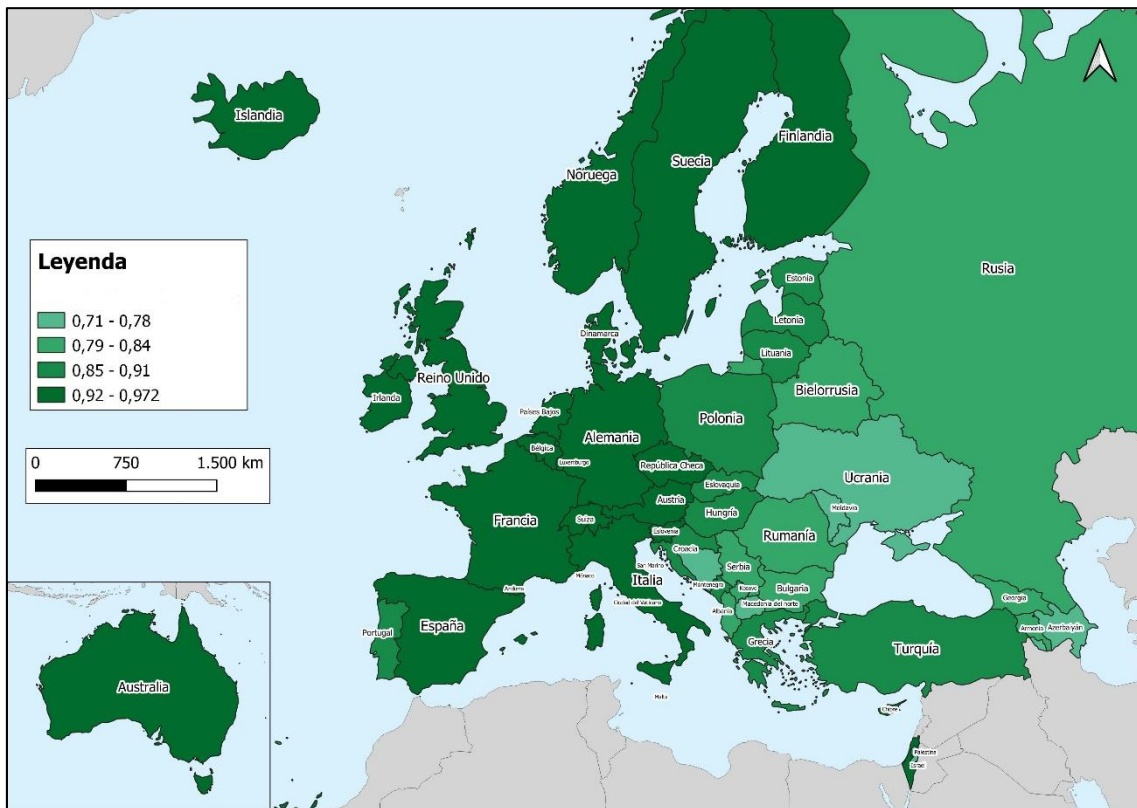 Islandia
Noruega
Suecia
Finlandia
Rusia
Leyenda
0,71 - 0,78
0,79 - 0,84
0,85 - 0,91
0,92 - 0,972
0 750 1.500 km
Estonia
Letonia
Lituania
Dinamarca
Bielorrusia
Reino Unido
Irlanda
Países Bajos
Polonia
Alemania
Bélgica
Luxenburgo
República Checa
Ucrania
Eslovaquia
Austria
Moldavia
Hungría
Francia
Suiza
Eslovenia
Rumanía
Croacia
San Marino
Serbia
Mónaco
Italia
Montenegro
Kosovo
Bulgaria
Andorra
Georgia
Ciudad del Vaticano
Macedonia del norte
Albania
Armenia
Azerbaiyán
Portugal
España
Grecia
Turquía
Malta
Chipre
Palestina
Israel
Australia